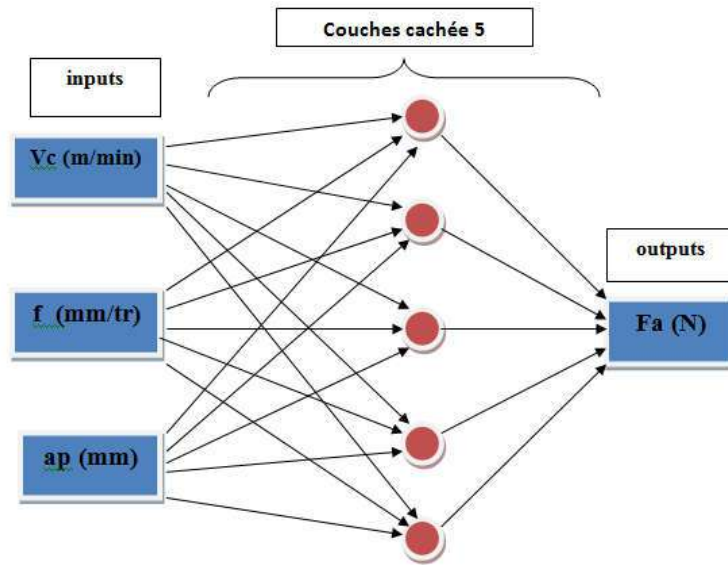 Couches cachée 5
inputs
Vc (m/min)
f (mm/tr)
ap (mm)
outputs
Fa (N)